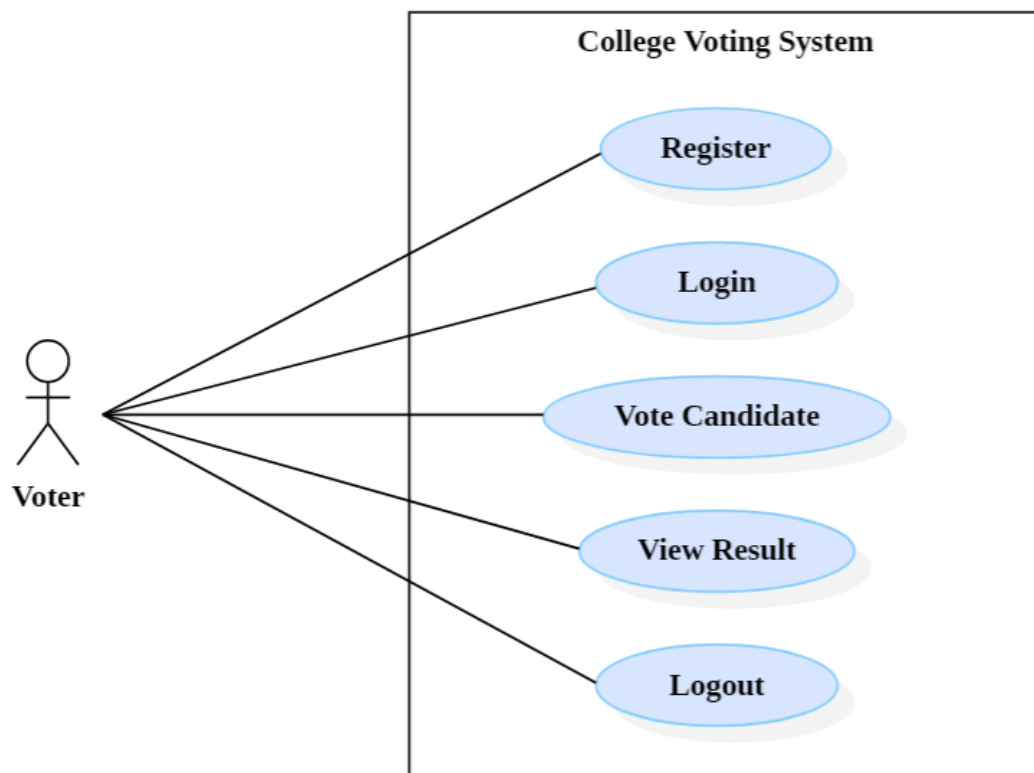 College Voting System
Register
Login
Vote Candidate
View Result
Logout
Voter